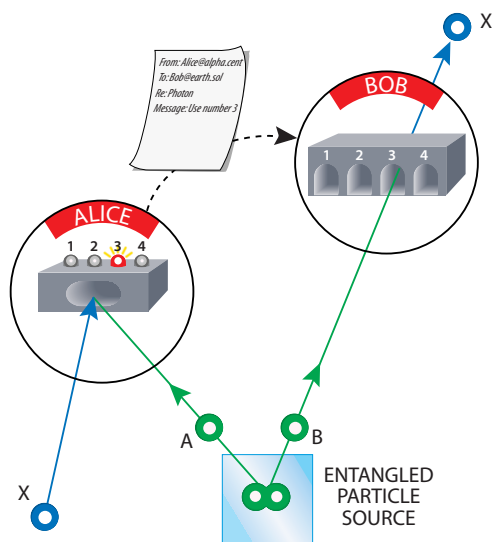 X
From: Alice@alpha.cent
To: Bob@earth.sol
Re: Photon
Message: Use number 3
BOB
1 2 3 4
ALICE
1 2 3 4
A
B
X
ENTANGLED
PARTICLE
SOURCE